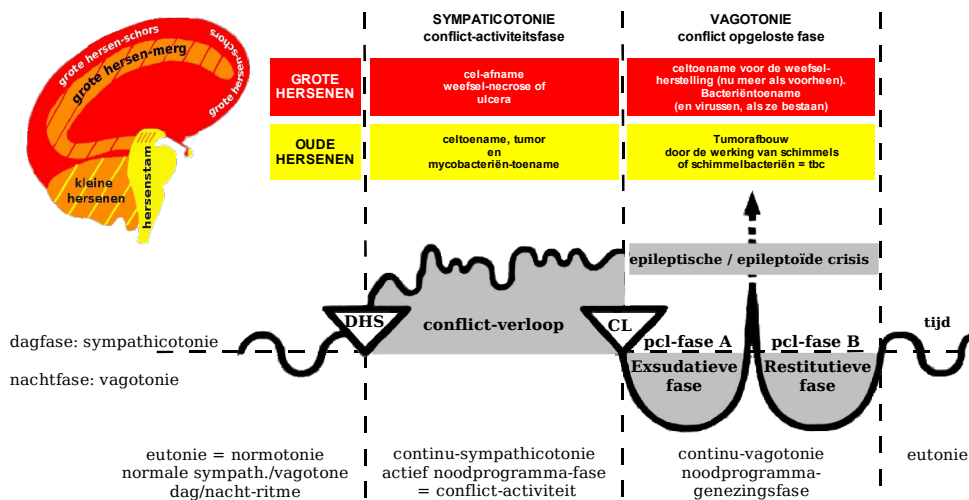 grote hersen-schors
grote hersen-merg
grote hersen-schors
kleine
hersenen
hersenstam
SYMPATICOTONIE
conflict-activiteitsfase
VAGOTONIE
conflict opgeloste fase
GROTE
HERSENEN
cel-afname
weefsel-necrose of
ulcera
celtoename voor de weefsel-
herstelling (nu meer als voorheen).
Bacteriëntoename
(en virussen, als ze bestaan)
OUDE
HERSENEN
celtoename, tumor
en
mycobacteriën-toename
Tumorafbouw
door de werking van schimmels
of schimmelbacteriën = tbc
epileptische / epileptoïde crisis
DHS
conflict-verloop
CL
pcl-fase A
pcl-fase B
tijd
dagfase: sympathicotonie
nachtfase: vagotonie
Exsudatieve
fase
Restitutieve
fase
eutonie = normotonie
normale sympath./vagotone
dag/nacht-ritme
continu-sympathicotonie
actief noodprogramma-fase
= conflict-activiteit
continu-vagotonie
noodprogramma-
genezingsfase
eutonie